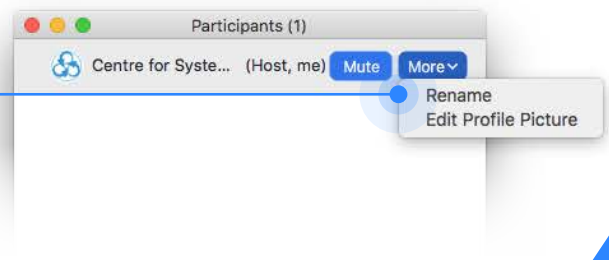 Participants (1)
Centre for Syste... (Host, me) Mute More
Rename
Edit Profile Picture